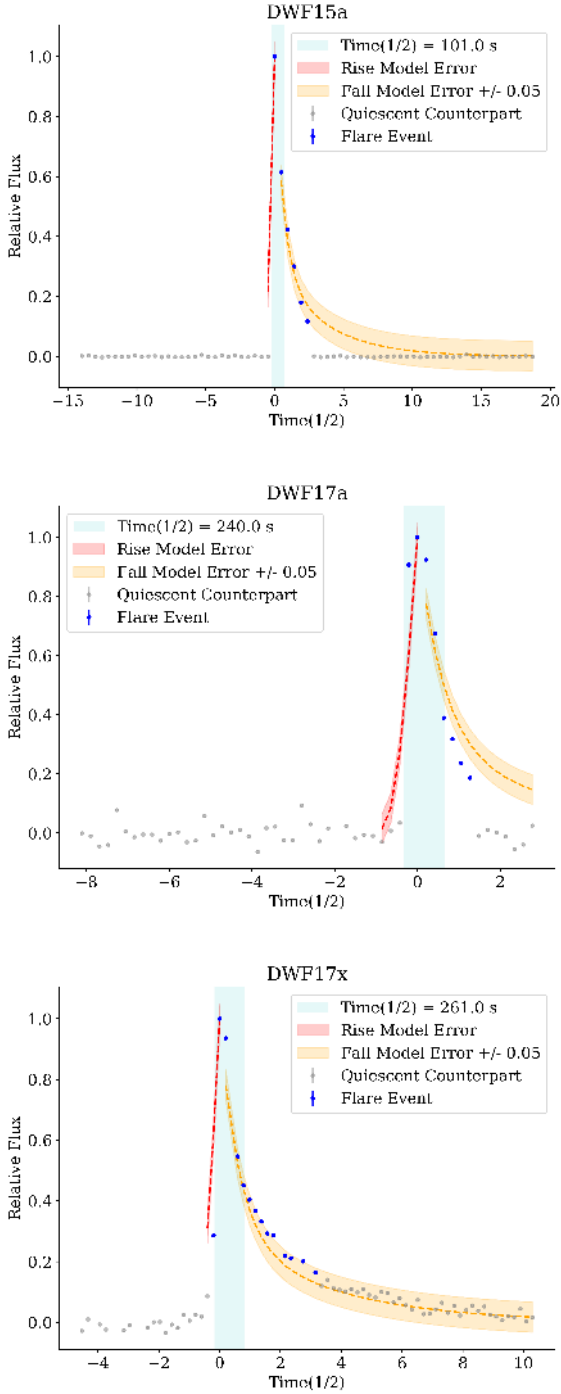 DWF15a
Time(1/2) = 101.0 s
Rise Model Error
Fall Model Error +/- 0.05
Quiescent Counterpart
Flare Event
1.0
0.8
0.6
0.4
0.2
0.0
Relative Flux
−15 −10 −5 0 5 10 15 20
Time(1/2)
DWF17a
Time(1/2) = 240.0 s
Rise Model Error
Fall Model Error +/- 0.05
Quiescent Counterpart
Flare Event
1.0
0.8
0.6
0.4
0.2
0.0
Relative Flux
−8 −6 −4 −2 0 2
Time(1/2)
DWF17x
Time(1/2) = 261.0 s
Rise Model Error
Fall Model Error +/- 0.05
Quiescent Counterpart
Flare Event
1.0
0.8
0.6
0.4
0.2
0.0
Relative Flux
−4 −2 0 2 4 6 8 10
Time(1/2)